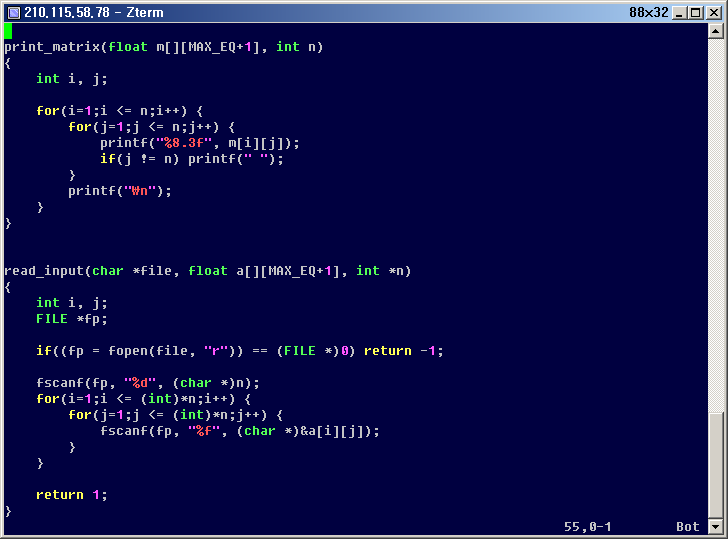 210.115.58.78 - Zterm 88×32
print_matrix(float m[][MAX_EQ+1], int n)
{
    int i, j;

    for(i=1;i <= n;i++) {
        for(j=1;j <= n;j++) {
            printf("%8.3f", m[i][j]);
            if(j != n) printf(" ");
        }
        printf("₩n");
    }
}


read_input(char *file, float a[][MAX_EQ+1], int *n)
{
    int i, j;
    FILE *fp;

    if((fp = fopen(file, "r")) == (FILE *)0) return -1;

    fscanf(fp, "%d", (char *)n);
    for(i=1;i <= (int)*n;i++) {
        for(j=1;j <= (int)*n;j++) {
            fscanf(fp, "%f", (char *)&a[i][j]);
        }
    }

    return 1;
}
55,0-1 Bot